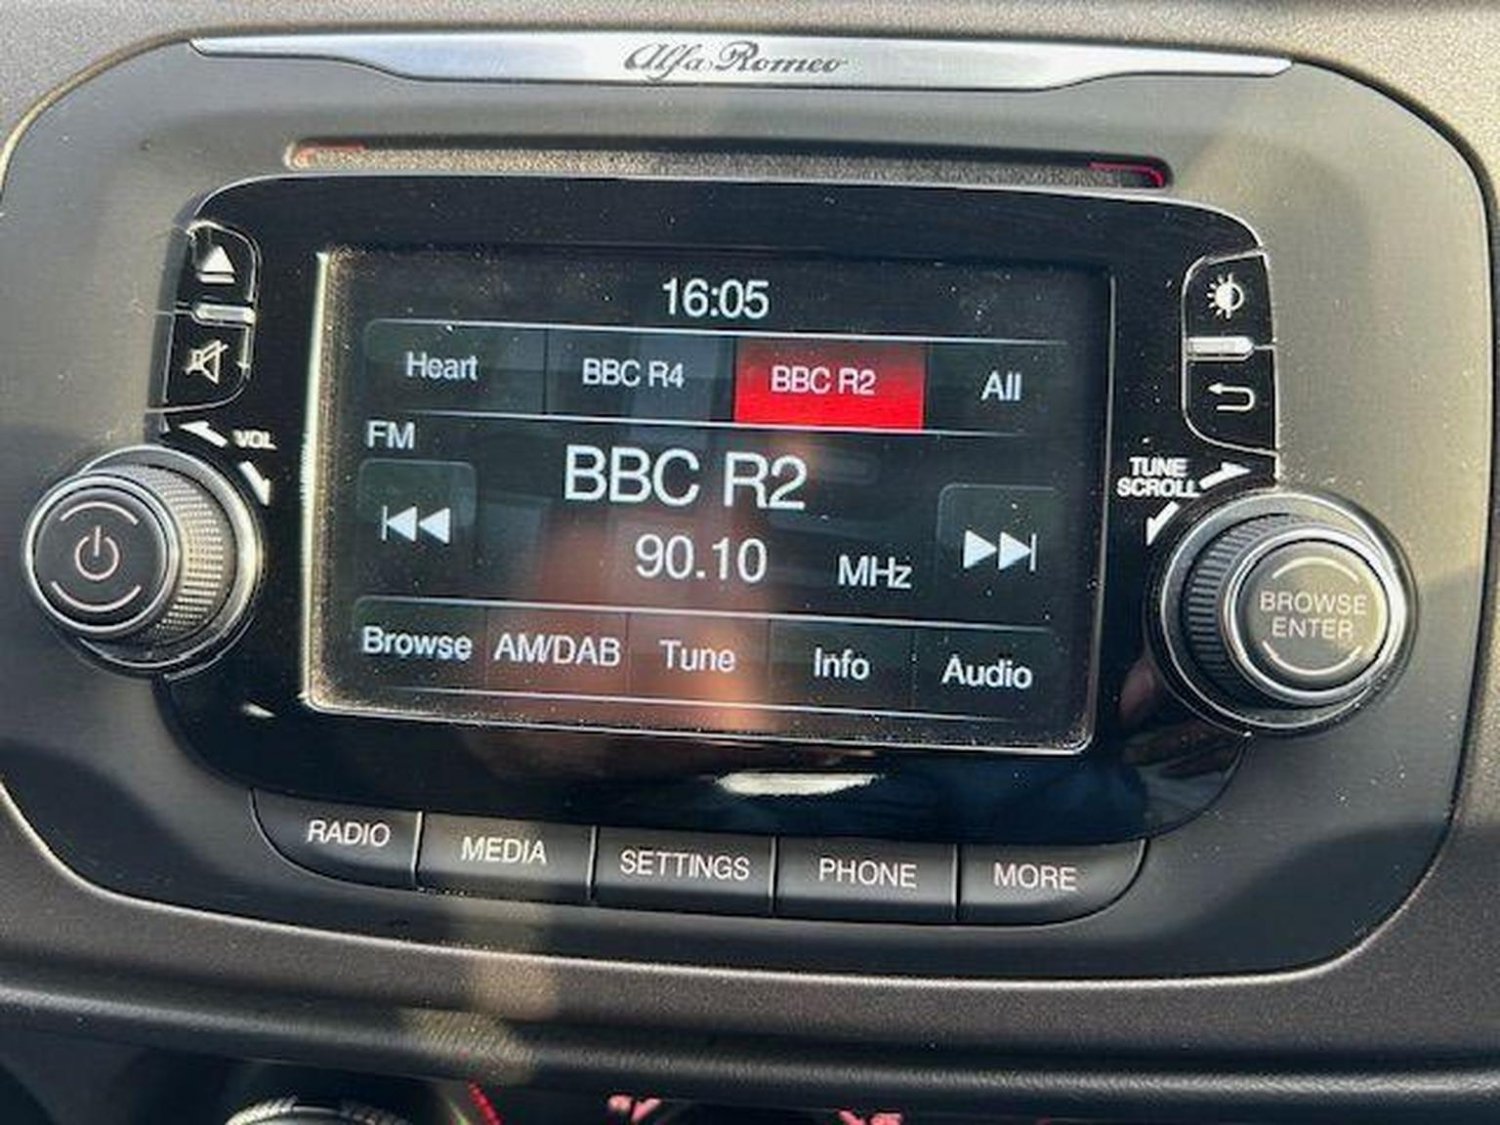 Alfa Romeo
16:05
Heart BBC R4 BBC R2 All
FM
BBC R2
90.10 MHz
Browse AM/DAB Tune Info Audio
VOL
TUNE
SCROLL
BROWSE
ENTER
RADIO MEDIA SETTINGS PHONE MORE